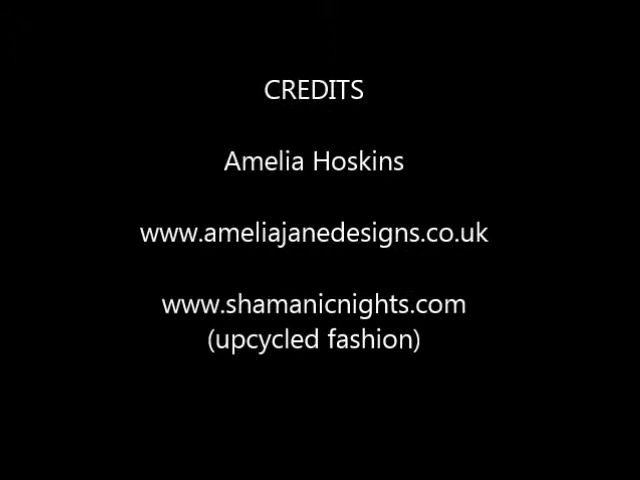 CREDITS
Amelia Hoskins
www.ameliajanedesigns.co.uk
www.shamanicnights.com
(upcycled fashion)